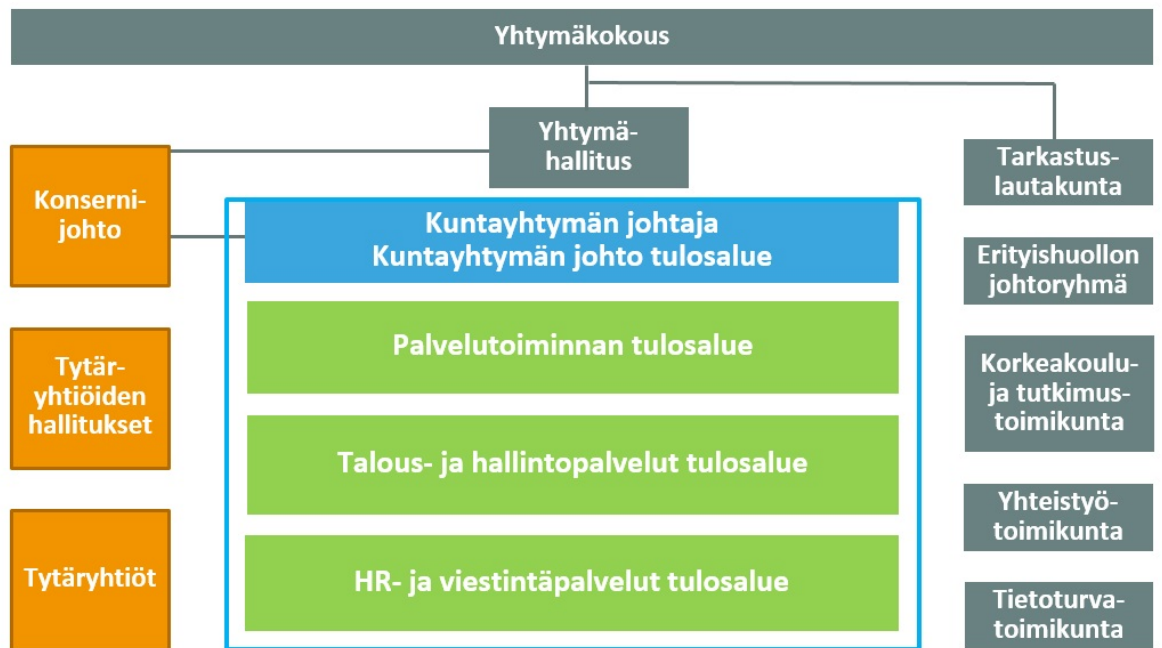 Yhtymäkokous
Yhtymä-
hallitus
Konserni-
johto
Tytär-
yhtiöiden
hallitukset
Tytäryhtiöt
Kuntayhtymän johtaja
Kuntayhtymän johto tulosalue
Palvelutoiminnan tulosalue
Talous- ja hallintopalvelut tulosalue
HR- ja viestintäpalvelut tulosalue
Tarkastus-
lautakunta
Erityishuollon
johtoryhmä
Korkeakoulu-
ja tutkimus-
toimikunta
Yhteistyö-
toimikunta
Tietoturva-
toimikunta